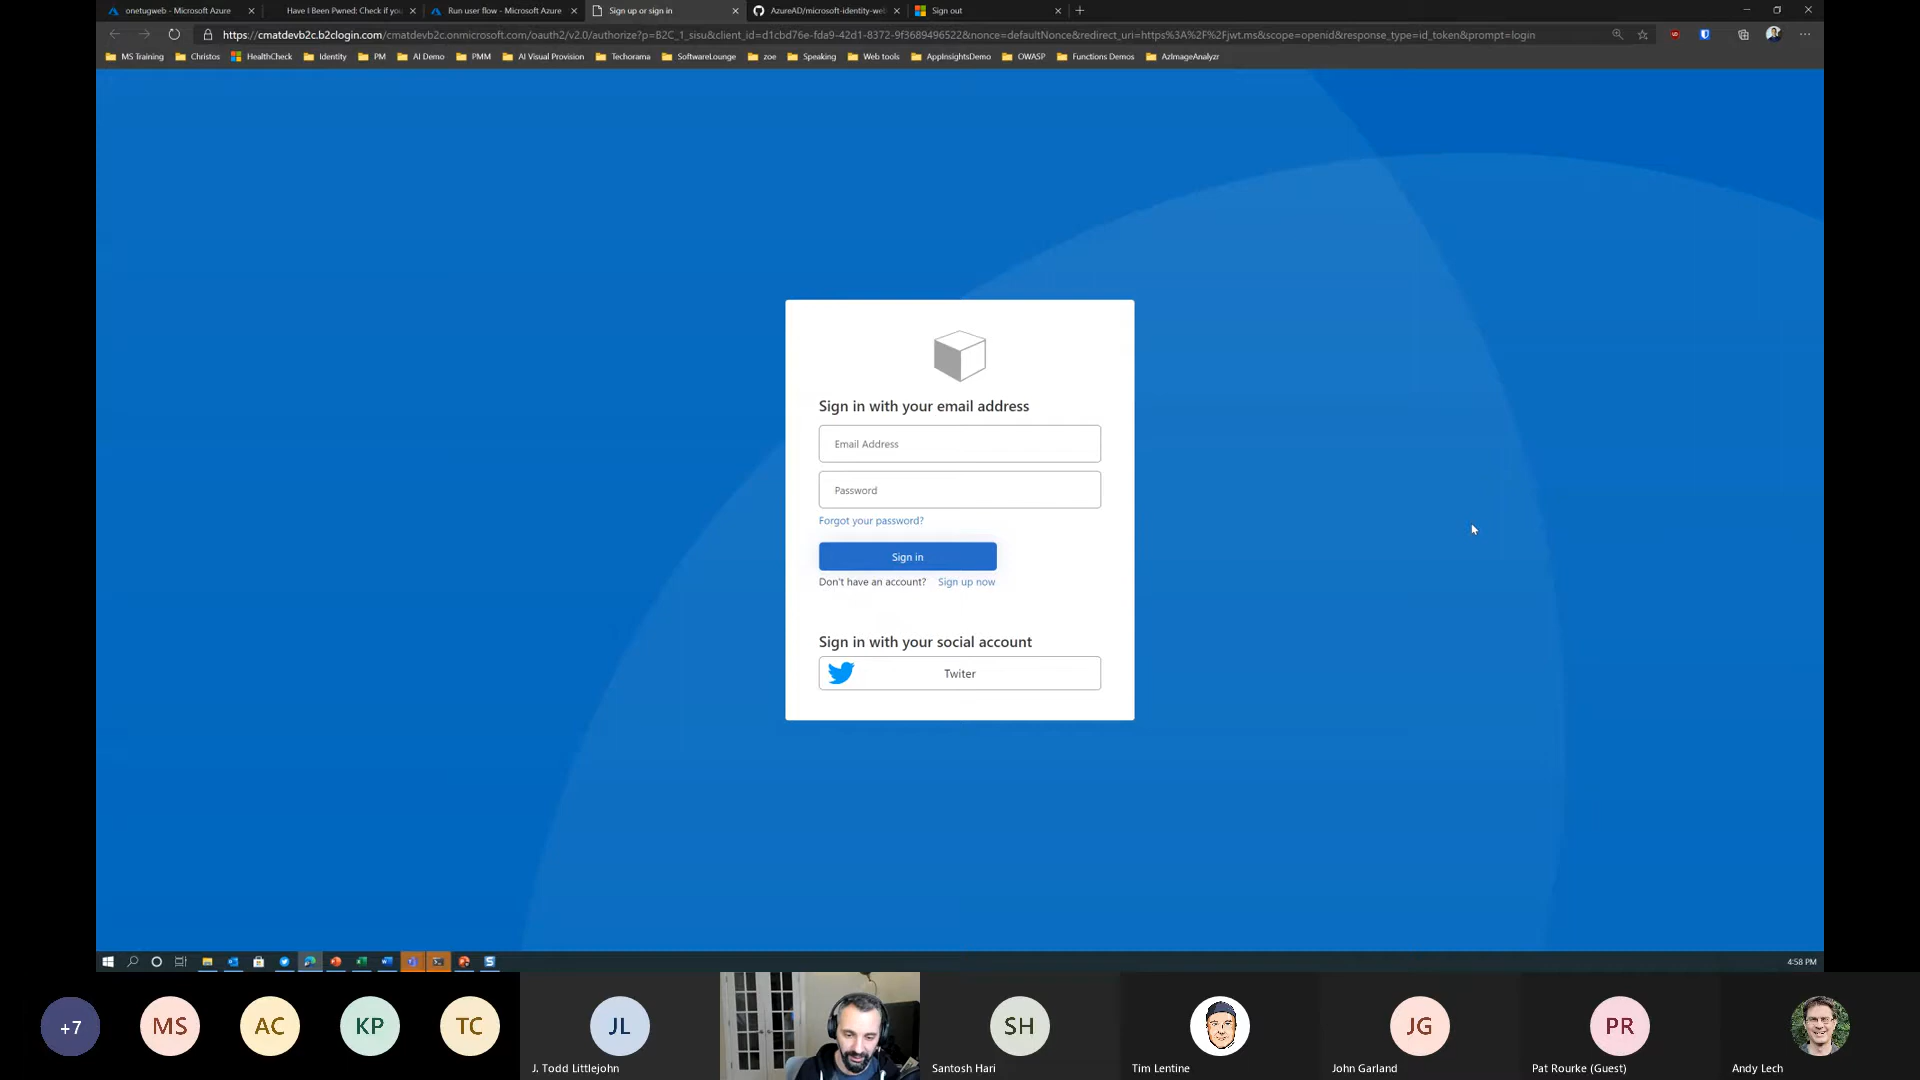 onetugweb - Microsoft Azure
Have I Been Pwned: Check if you
Run user flow - Microsoft Azure
Sign up or sign in
AzureAD/microsoft-identity-web
Sign out
https://cmatdevb2c.b2clogin.com/cmatdevb2c.onmicrosoft.com/oauth2/v2.0/authorize?p=B2C_1_sisu&client_id=d1cbd76e-fda9-42d1-8372-9f3689496522&nonce=defaultNonce&redirect_uri=https%3A%2F%2Fjwt.ms&scope=openid&response_type=id_token&prompt=login
MS Training
Christos
HealthCheck
Identity
PM
AI Demo
PMM
AI Visual Provision
Techorama
SoftwareLounge
zoe
Speaking
Web tools
AppInsightsDemo
OWASP
Functions Demos
AzImageAnalyzr
Sign in with your email address
Email Address
Password
Forgot your password?
Sign in
Don't have an account? Sign up now
Sign in with your social account
Twiter
4:58 PM
+7
MS
AC
KP
TC
JL
SH
JG
PR
J. Todd Littlejohn
Santosh Hari
Tim Lentine
John Garland
Pat Rourke (Guest)
Andy Lech